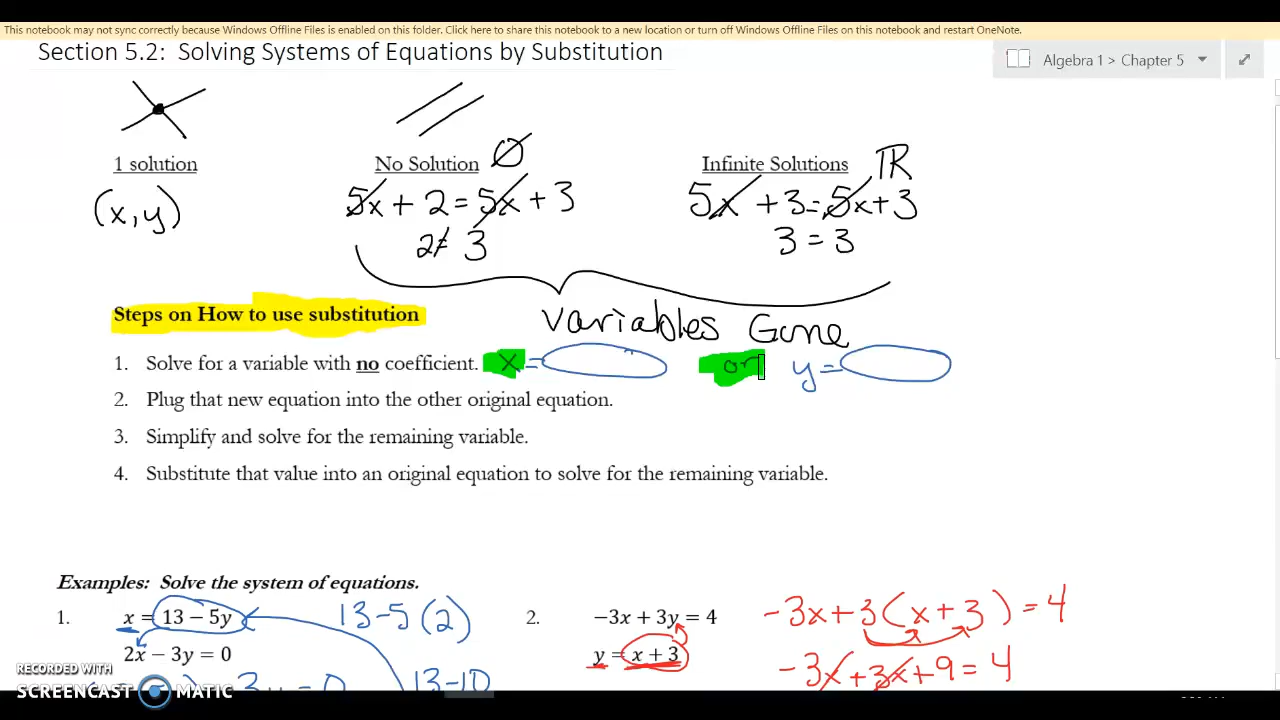 This notebook may not sync correctly because Windows Offline Files is enabled on this folder. Click here to share this notebook to a new location or turn off Windows Offline Files on this notebook and restart OneNote.
Section 5.2: Solving Systems of Equations by Substitution
Algebra 1 > Chapter 5
1 solution
No Solution ∅
Infinite Solutions ℝ
(x,y)
5x + 2 = 5x + 3
5x + 3 = 5x + 3
2 ≠ 3
3 = 3
Steps on How to use substitution
Variables Gone
1. Solve for a variable with no coefficient. x = or y =
2. Plug that new equation into the other original equation.
3. Simplify and solve for the remaining variable.
4. Substitute that value into an original equation to solve for the remaining variable.
Examples: Solve the system of equations.
1. x = 13 − 5y
13-5(2)
2. −3x + 3y = 4
-3x+3(x+3)=4
2x − 3y = 0
y = x + 3
-3x+3x+9=4
13-10
RECORDED WITH
SCREENCAST MATIC